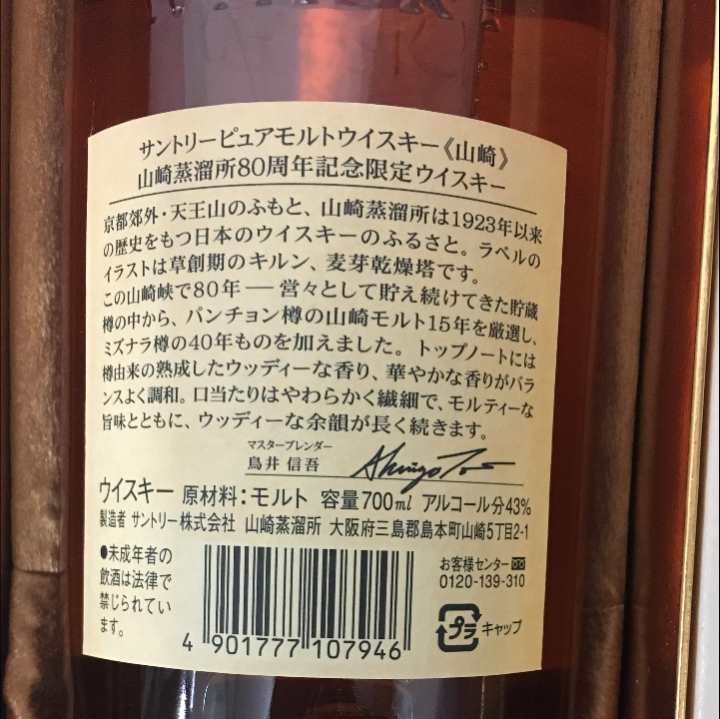 サントリーピュアモルトウイスキー《山崎》
山崎蒸溜所80周年記念限定ウイスキー
京都郊外・天王山のふもと、山崎蒸溜所は1923年以来
の歴史をもつ日本のウイスキーのふるさと。ラベルの
イラストは草創期のキルン、麦芽乾燥塔です。
この山崎峡で80年 ― 営々として貯え続けてきた貯蔵
樽の中から、パンチョン樽の山崎モルト15年を厳選し、
ミズナラ樽の40年ものを加えました。トップノートには
樽由来の熟成したウッディーな香り、華やかな香りがバラ
ンスよく調和。口当たりはやわらかく繊細で、モルティーな
旨味とともに、ウッディーな余韻が長く続きます。
マスターブレンダー
鳥井 信吾
ウイスキー 原材料:モルト 容量700ml アルコール分43%
製造者 サントリー株式会社 山崎蒸溜所 大阪府三島郡島本町山崎5丁目2-1
●未成年者の
飲酒は法律で
禁じられてい
ます。
4 901777 107946
お客様センター
0120-139-310
プラ キャップ